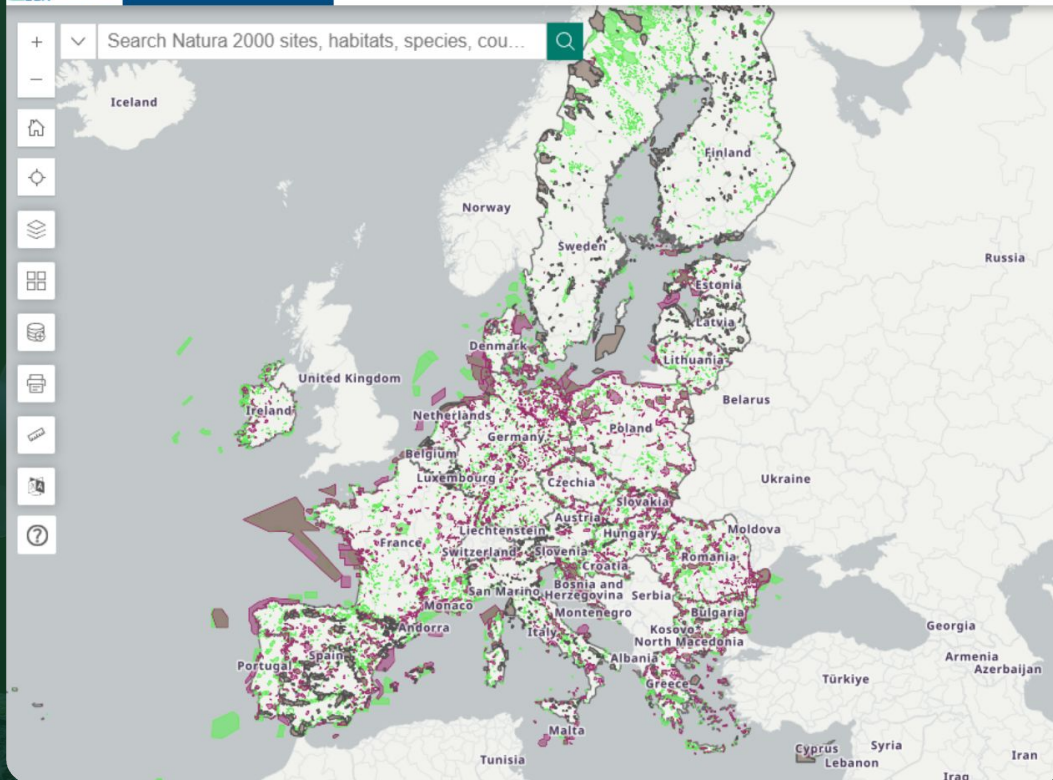 +
Search Natura 2000 sites, habitats, species, cou...
−
Iceland
Finland
Norway
Sweden
Russia
Estonia
Latvia
Denmark
Lithuania
United Kingdom
Belarus
Ireland
Netherlands
Poland
Germany
Belgium
Luxembourg
Czechia
Ukraine
Slovakia
Austria
Moldova
Liechtenstein
Hungary
France
Switzerland
Slovenia
Romania
Croatia
Bosnia and
Herzegovina
San Marino
Serbia
Monaco
Montenegro
Bulgaria
Andorra
Italy
Kosovo*
Georgia
North Macedonia
Spain
Albania
Armenia
Portugal
Azerbaijan
Greece
Türkiye
Malta
Cyprus
Syria
Tunisia
Lebanon
Iran
Iraq
?